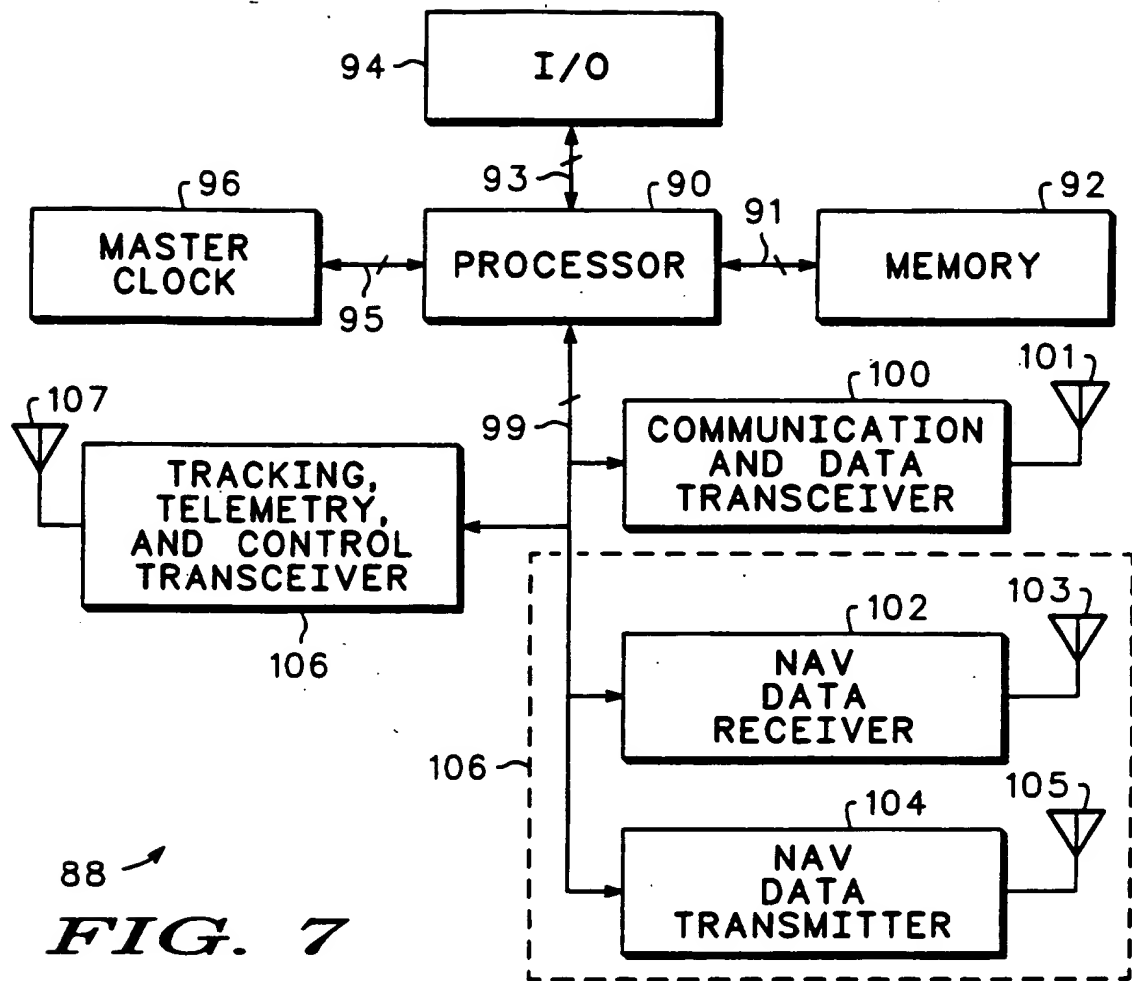 94
I/O
93
96
90
92
MASTER
CLOCK
PROCESSOR
91
MEMORY
95
107
99
100
101
TRACKING,
TELEMETRY,
AND CONTROL
TRANSCEIVER
106
COMMUNICATION
AND DATA
TRANSCEIVER
102
103
NAV
DATA
RECEIVER
106
104
105
NAV
DATA
TRANSMITTER
88
FIG. 7